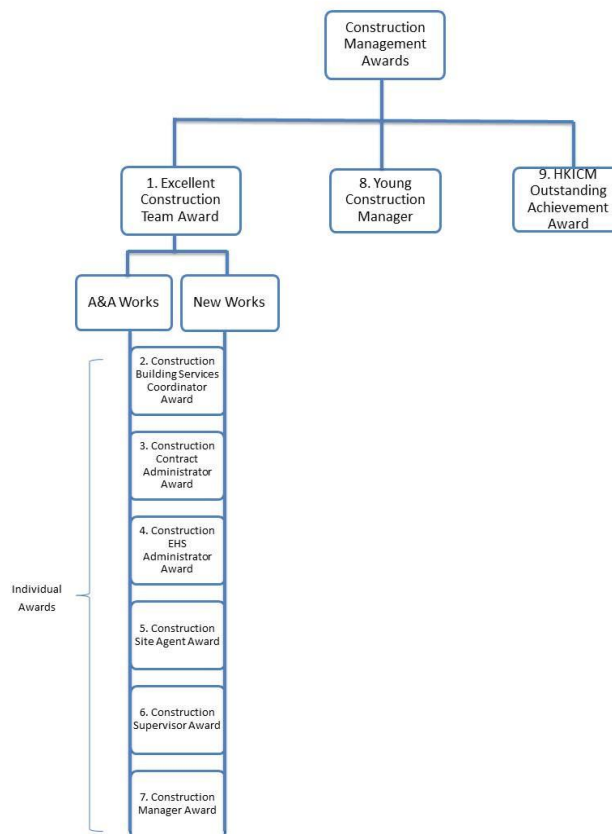 Construction
Management
Awards
1. Excellent
Construction
Team Award
8. Young
Construction
Manager
9. HKICM
Outstanding
Achievement
Award
A&A Works
New Works
2. Construction
Building Services
Coordinator
Award
3. Construction
Contract
Administrator
Award
4. Construction
EHS
Administrator
Award
Individual
Awards
5. Construction
Site Agent Award
6. Construction
Supervisor Award
7. Construction
Manager Award